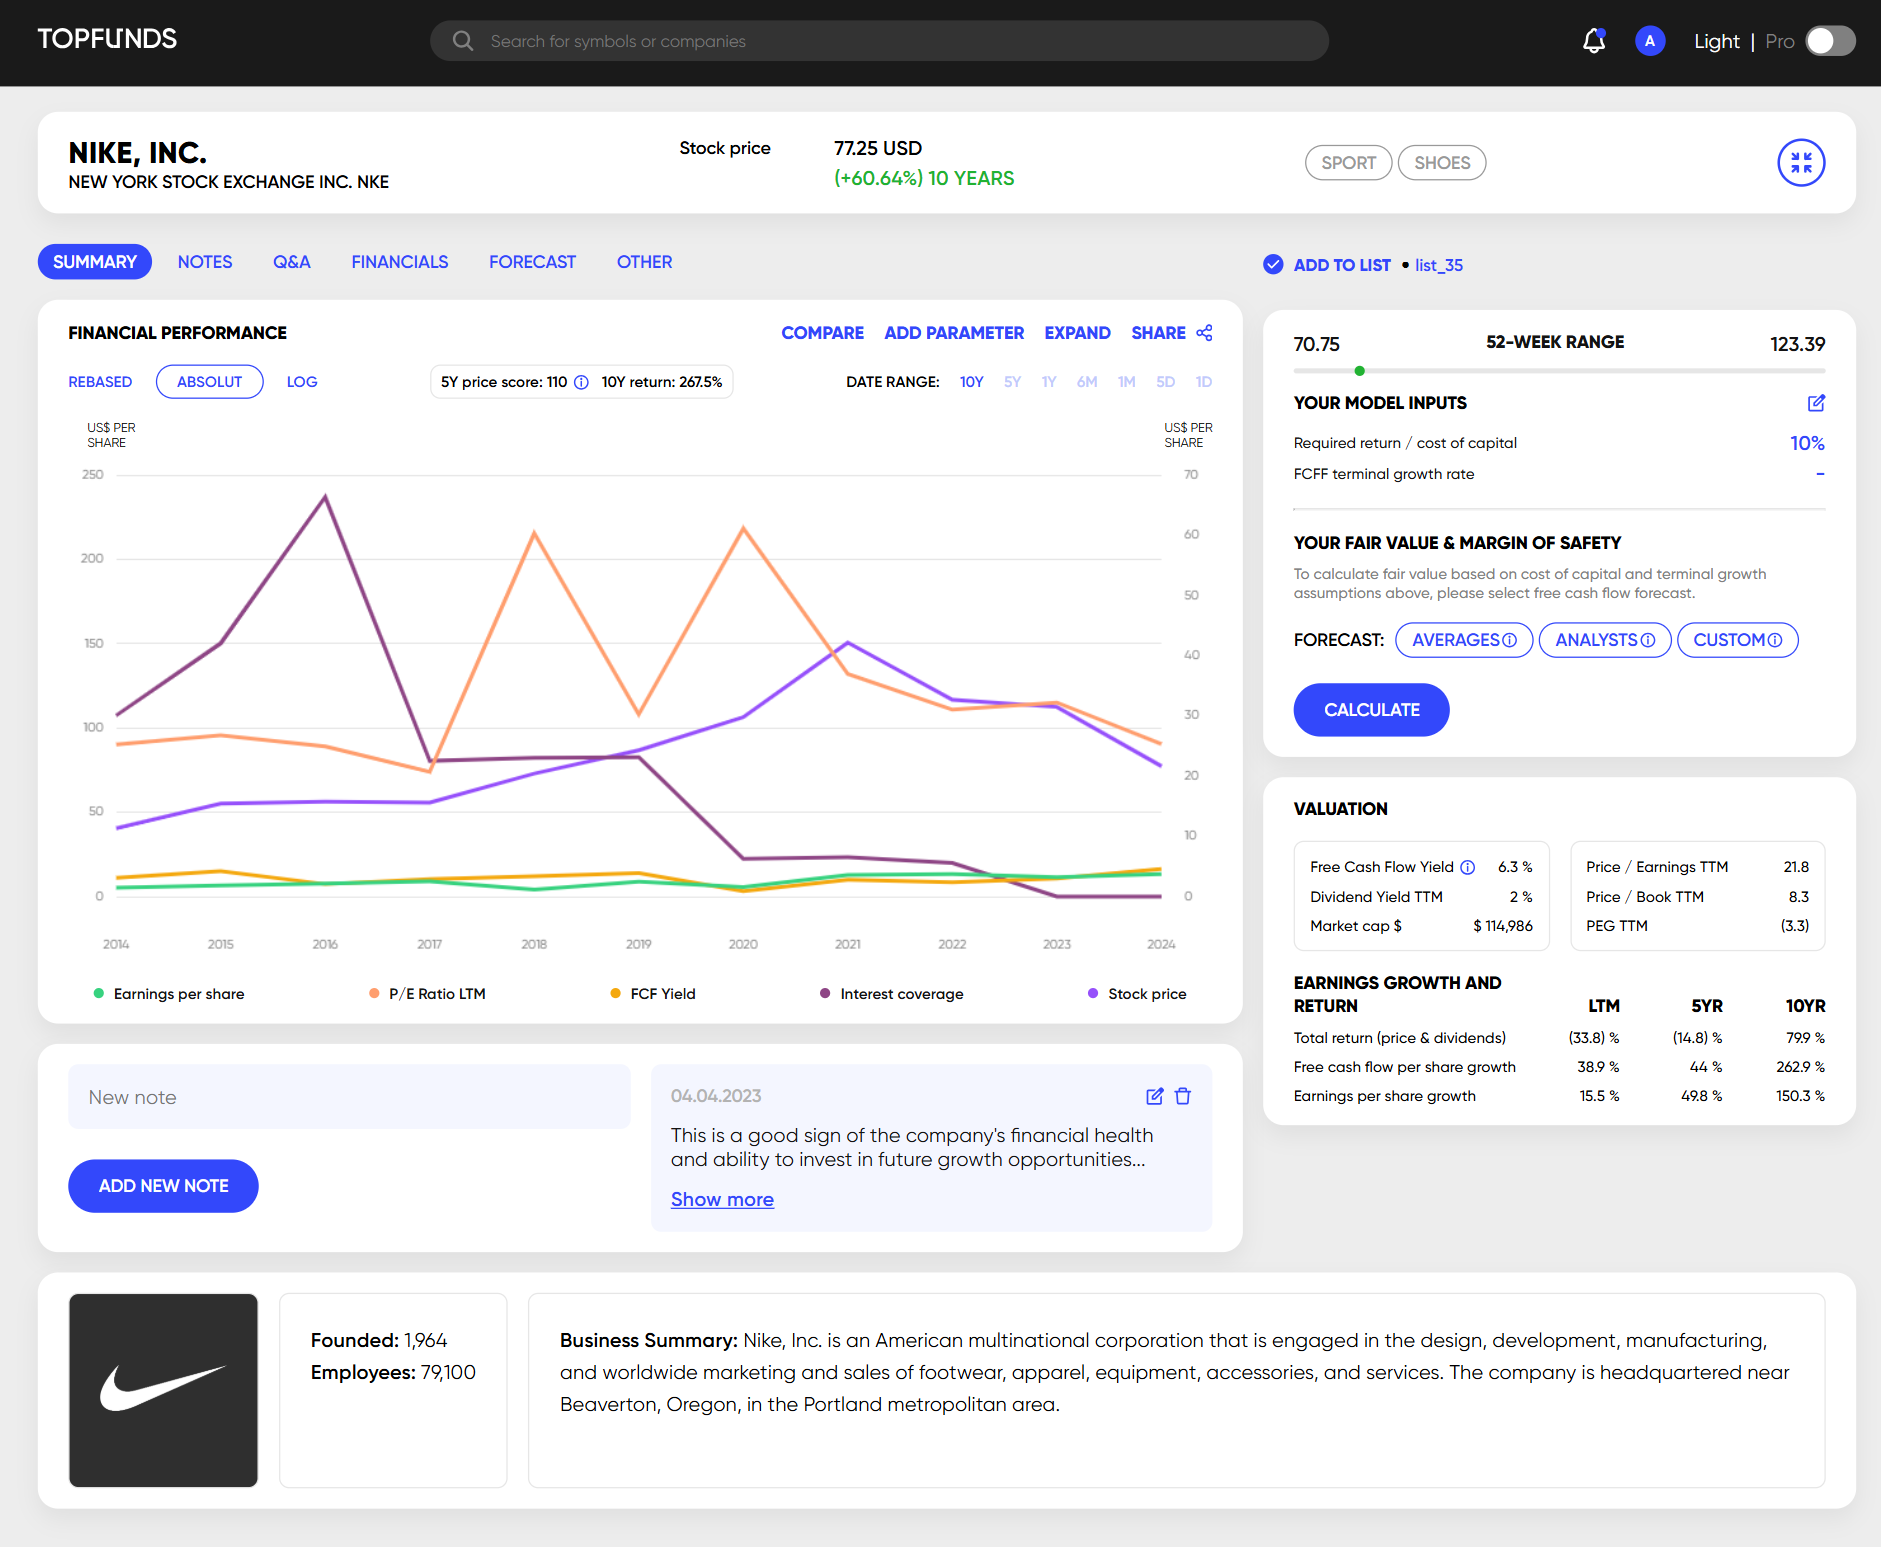 TOPFUNDS
Search for symbols or companies
A
Light | Pro
NIKE, INC.
NEW YORK STOCK EXCHANGE INC. NKE
Stock price
77.25 USD
(+60.64%) 10 YEARS
SPORT
SHOES
SUMMARY
NOTES
Q&A
FINANCIALS
FORECAST
OTHER
ADD TO LIST • list_35
FINANCIAL PERFORMANCE
COMPARE
ADD PARAMETER
EXPAND
SHARE
REBASED
ABSOLUT
LOG
5Y price score: 110 10Y return: 267.5%
DATE RANGE: 10Y 5Y 1Y 6M 1M 5D 1D
US$ PER
SHARE
US$ PER
SHARE
250
200
150
100
50
0
70
60
50
40
30
20
10
0
2014 2015 2016 2017 2018 2019 2020 2021 2022 2023 2024
Earnings per share
P/E Ratio LTM
FCF Yield
Interest coverage
Stock price
70.75
52-WEEK RANGE
123.39
YOUR MODEL INPUTS
Required return / cost of capital 10%
FCFF terminal growth rate -
YOUR FAIR VALUE & MARGIN OF SAFETY
To calculate fair value based on cost of capital and terminal growth
assumptions above, please select free cash flow forecast.
FORECAST: AVERAGES ANALYSTS CUSTOM
CALCULATE
VALUATION
Free Cash Flow Yield 6.3 %
Dividend Yield TTM 2 %
Market cap $ $ 114,986
Price / Earnings TTM 21.8
Price / Book TTM 8.3
PEG TTM (3.3)
EARNINGS GROWTH AND
RETURN LTM 5YR 10YR
Total return (price & dividends) (33.8) % (14.8) % 79.9 %
Free cash flow per share growth 38.9 % 44 % 262.9 %
Earnings per share growth 15.5 % 49.8 % 150.3 %
New note
ADD NEW NOTE
04.04.2023
This is a good sign of the company's financial health
and ability to invest in future growth opportunities...
Show more
Founded: 1,964
Employees: 79,100
Business Summary: Nike, Inc. is an American multinational corporation that is engaged in the design, development, manufacturing,
and worldwide marketing and sales of footwear, apparel, equipment, accessories, and services. The company is headquartered near
Beaverton, Oregon, in the Portland metropolitan area.